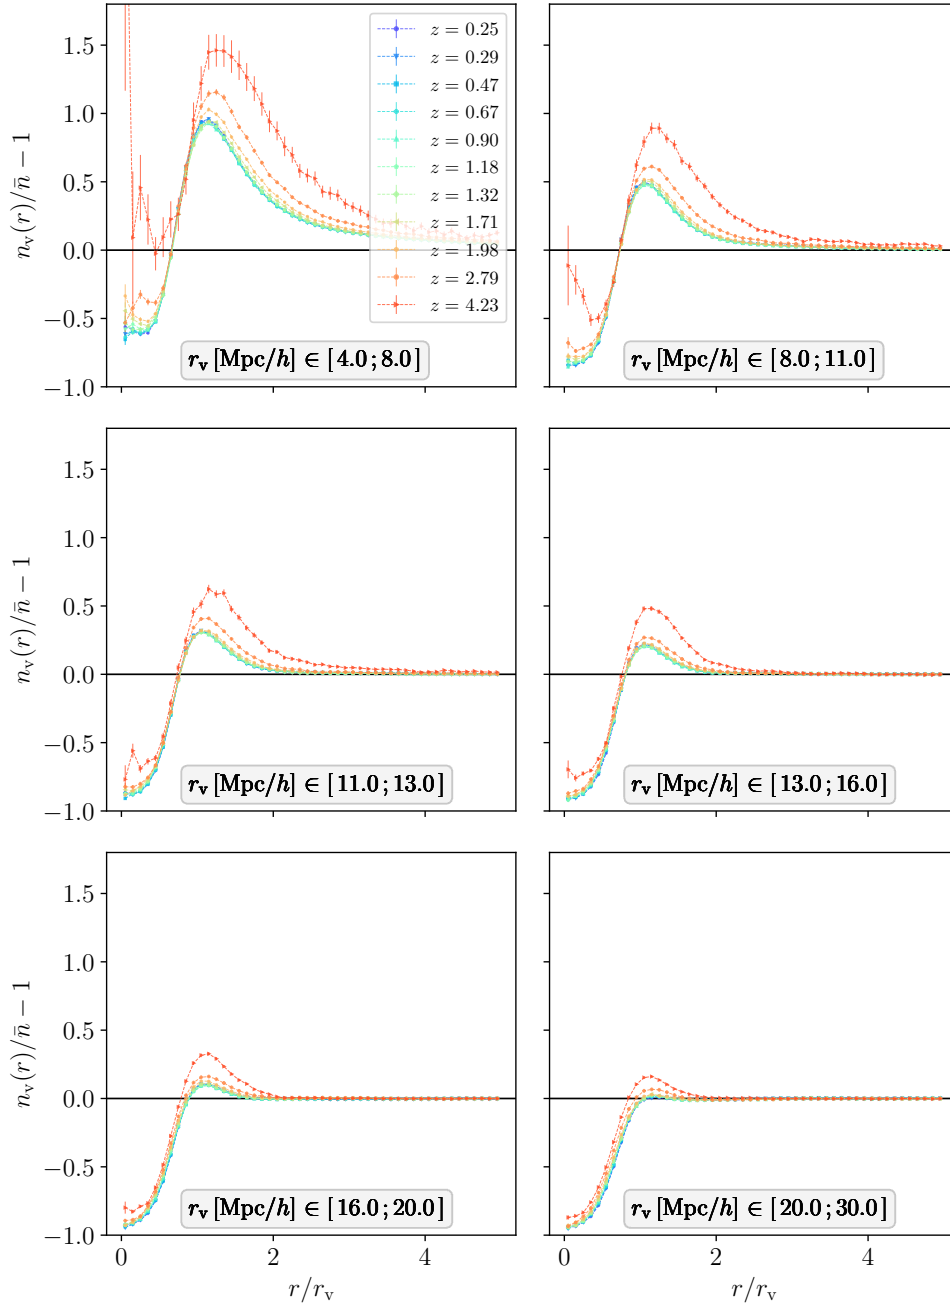 n_v(r)/n̄ − 1
1.5
1.0
0.5
0.0
−0.5
−1.0
z = 0.25
z = 0.29
z = 0.47
z = 0.67
z = 0.90
z = 1.18
z = 1.32
z = 1.71
z = 1.98
z = 2.79
z = 4.23
r_v [Mpc/h] ∈ [4.0 ; 8.0]
r_v [Mpc/h] ∈ [8.0 ; 11.0]
n_v(r)/n̄ − 1
1.5
1.0
0.5
0.0
−0.5
−1.0
r_v [Mpc/h] ∈ [11.0 ; 13.0]
r_v [Mpc/h] ∈ [13.0 ; 16.0]
n_v(r)/n̄ − 1
1.5
1.0
0.5
0.0
−0.5
−1.0
r_v [Mpc/h] ∈ [16.0 ; 20.0]
r_v [Mpc/h] ∈ [20.0 ; 30.0]
0 2 4
0 2 4
r/r_v
r/r_v